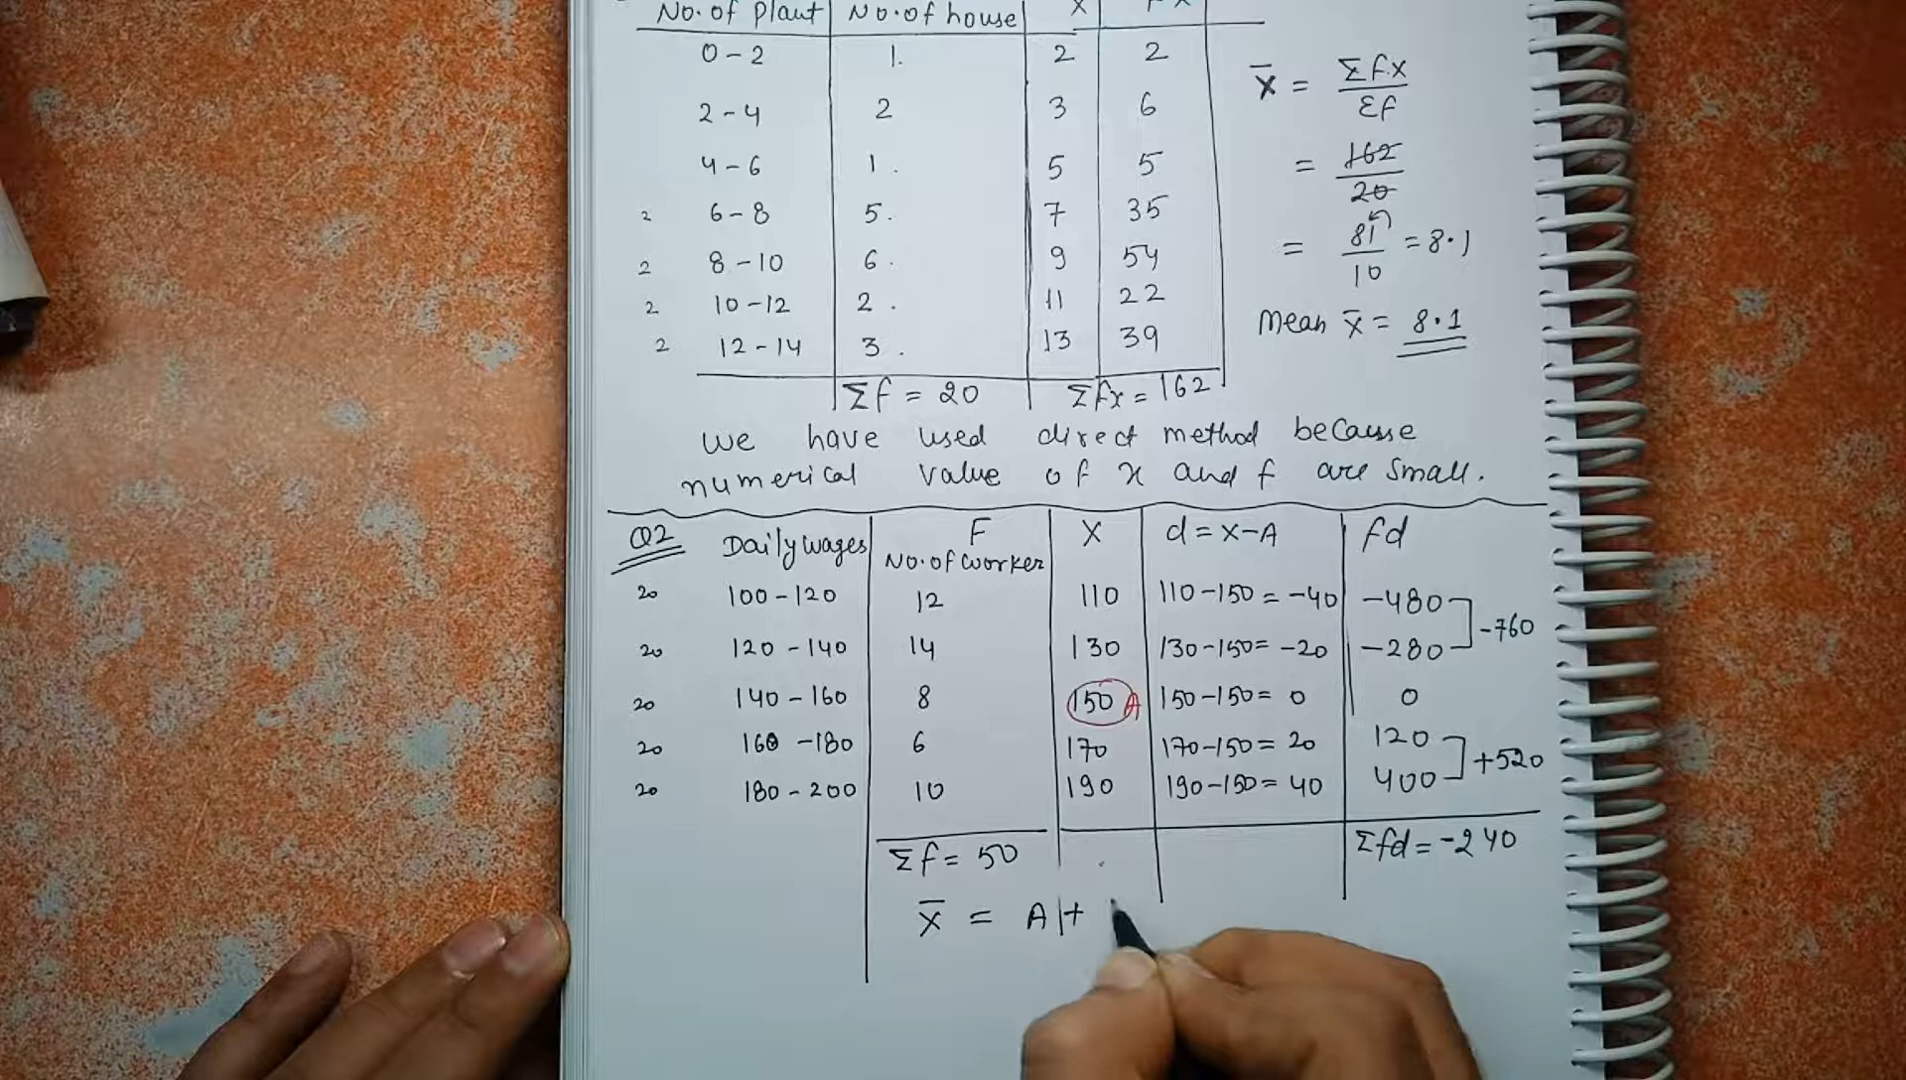 No. of plant No. of house X
0-2 1. 2 2
2-4 2 3 6
4-6 1. 5 5
2 6-8 5. 7 35
2 8-10 6. 9 54
2 10-12 2. 11 22
2 12-14 3. 13 39
Σf = 20 Σfx = 162
x̄ = Σfx/Σf
= 162/20
= 81/10 = 8.1
Mean x̄ = 8.1
We have used direct method because
numerical value of x and f are small.
Q2 Daily wages F No. of worker X d = x-A fd
20 100-120 12 110 110-150 = -40 -480
20 120-140 14 130 130-150 = -20 -280
-760
20 140-160 8 150 A 150-150 = 0 0
20 160-180 6 170 170-150 = 20 120
20 180-200 10 190 190-150 = 40 400
+520
Σf = 50 Σfd = -240
x̄ = A +